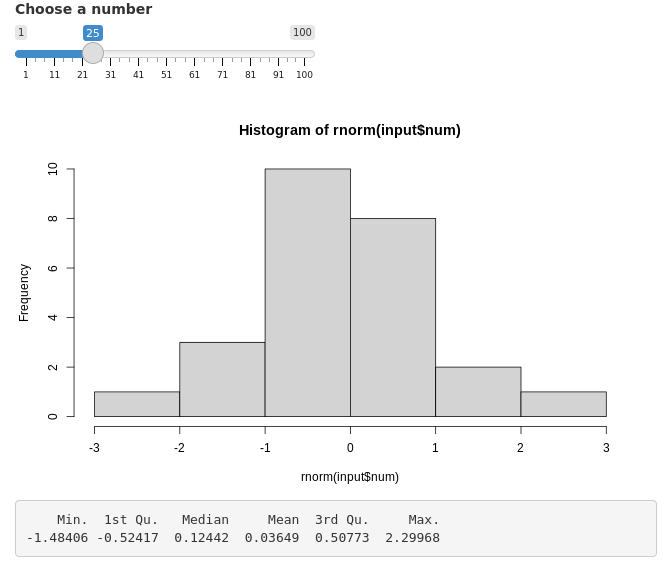 Choose a number
1 25 100
1 11 21 31 41 51 61 71 81 91 100
Histogram of rnorm(input$num)
Frequency
10
8
6
4
2
0
-3 -2 -1 0 1 2 3
rnorm(input$num)
Min. 1st Qu. Median Mean 3rd Qu. Max.
-1.48406 -0.52417 0.12442 0.03649 0.50773 2.29968